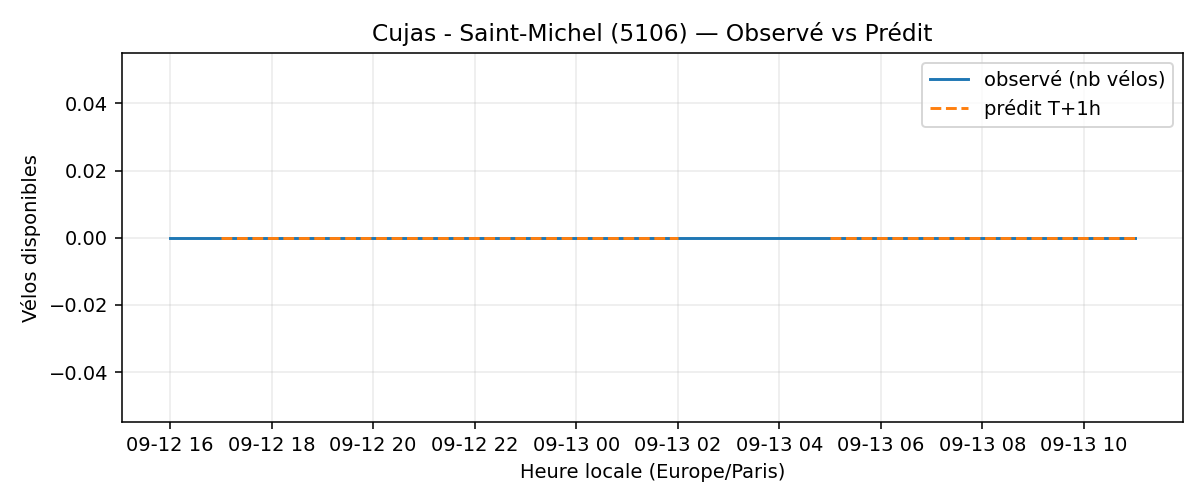 Cujas - Saint-Michel (5106) — Observé vs Prédit
observé (nb vélos)
prédit T+1h
Vélos disponibles
0.04
0.02
0.00
−0.02
−0.04
09-12 16 09-12 18 09-12 20 09-12 22 09-13 00 09-13 02 09-13 04 09-13 06 09-13 08 09-13 10
Heure locale (Europe/Paris)